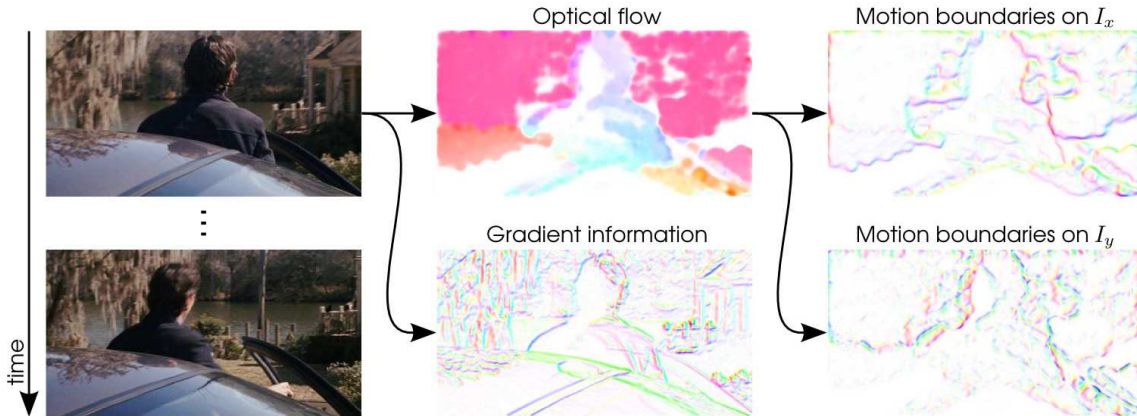 Optical flow
Motion boundaries on I_x
Gradient information
Motion boundaries on I_y
time